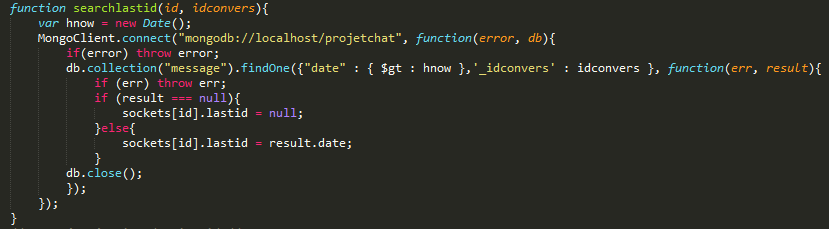 function searchlastid(id, idconvers){
    var hnow = new Date();
    MongoClient.connect("mongodb://localhost/projetchat", function(error, db){
        if(error) throw error;
        db.collection("message").findOne({"date" : { $gt : hnow },'_idconvers' : idconvers }, function(err, result){
            if (err) throw err;
            if (result === null){
                sockets[id].lastid = null;
            }else{
                sockets[id].lastid = result.date;
            }
        db.close();
        });
    });
}